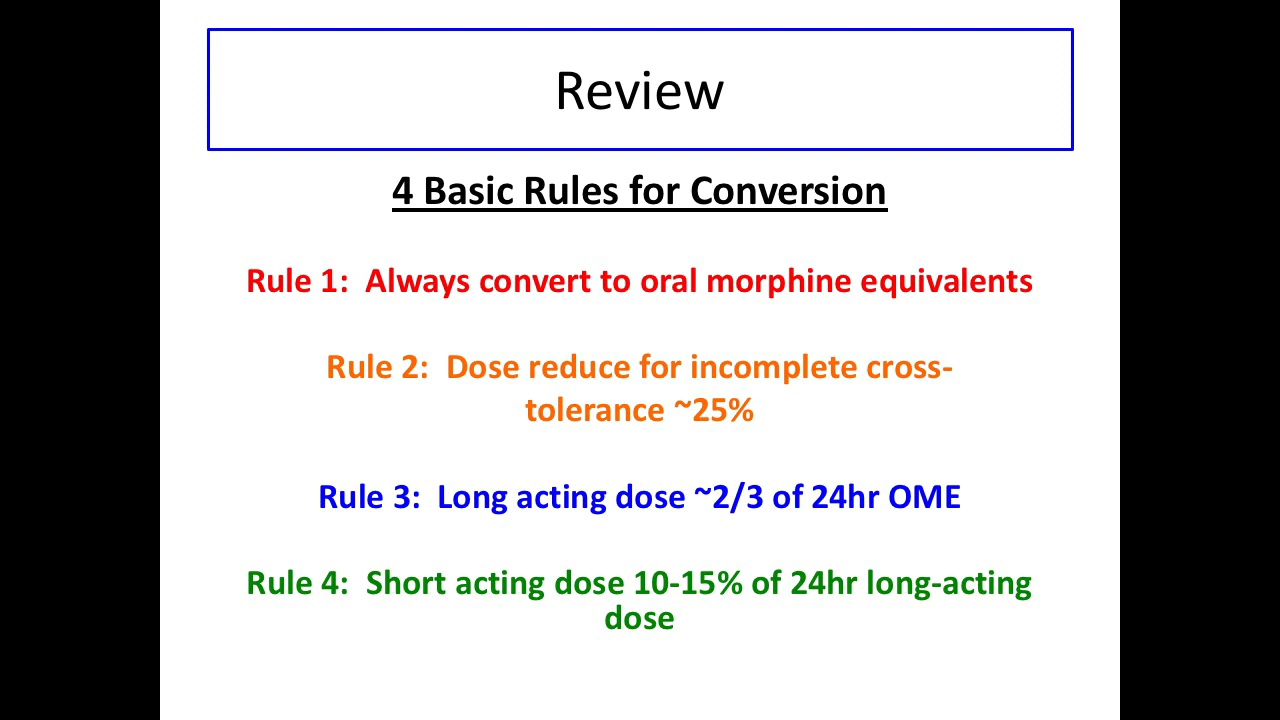 Review
4 Basic Rules for Conversion
Rule 1:  Always convert to oral morphine equivalents
Rule 2:  Dose reduce for incomplete cross-
tolerance ~25%
Rule 3:  Long acting dose ~2/3 of 24hr OME
Rule 4:  Short acting dose 10-15% of 24hr long-acting
dose